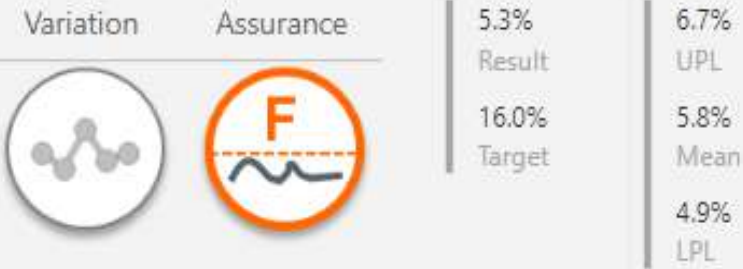 Variation Assurance
F
5.3%
Result
16.0%
Target
6.7%
UPL
5.8%
Mean
4.9%
LPL